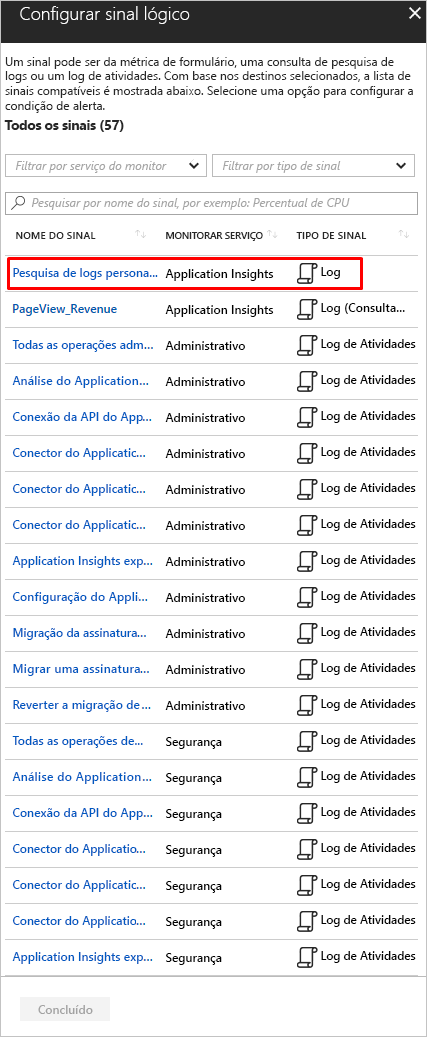 Configurar sinal lógico
Um sinal pode ser da métrica de formulário, uma consulta de pesquisa de
logs ou um log de atividades. Com base nos destinos selecionados, a lista de
sinais compatíveis é mostrada abaixo. Selecione uma opção para configurar a
condição de alerta.
Todos os sinais (57)
Filtrar por serviço do monitor Filtrar por tipo de sinal
Pesquisar por nome do sinal, por exemplo: Percentual de CPU
NOME DO SINAL MONITORAR SERVIÇO TIPO DE SINAL
Pesquisa de logs persona... Application Insights Log
PageView_Revenue Application Insights Log (Consulta...
Todas as operações adm... Administrativo Log de Atividades
Análise do Application... Administrativo Log de Atividades
Conexão da API do App... Administrativo Log de Atividades
Conector do Applicatic... Administrativo Log de Atividades
Conector do Applicatic... Administrativo Log de Atividades
Conector do Applicatic... Administrativo Log de Atividades
Application Insights exp... Administrativo Log de Atividades
Configuração do Appli... Administrativo Log de Atividades
Migração da assinatura... Administrativo Log de Atividades
Migrar uma assinatura... Administrativo Log de Atividades
Reverter a migração de ... Administrativo Log de Atividades
Todas as operações de... Segurança Log de Atividades
Análise do Application... Segurança Log de Atividades
Conexão da API do App... Segurança Log de Atividades
Conector do Applicatio... Segurança Log de Atividades
Conector do Applicatic... Segurança Log de Atividades
Conector do Applicatio... Segurança Log de Atividades
Application Insights exp... Segurança Log de Atividades
Concluído